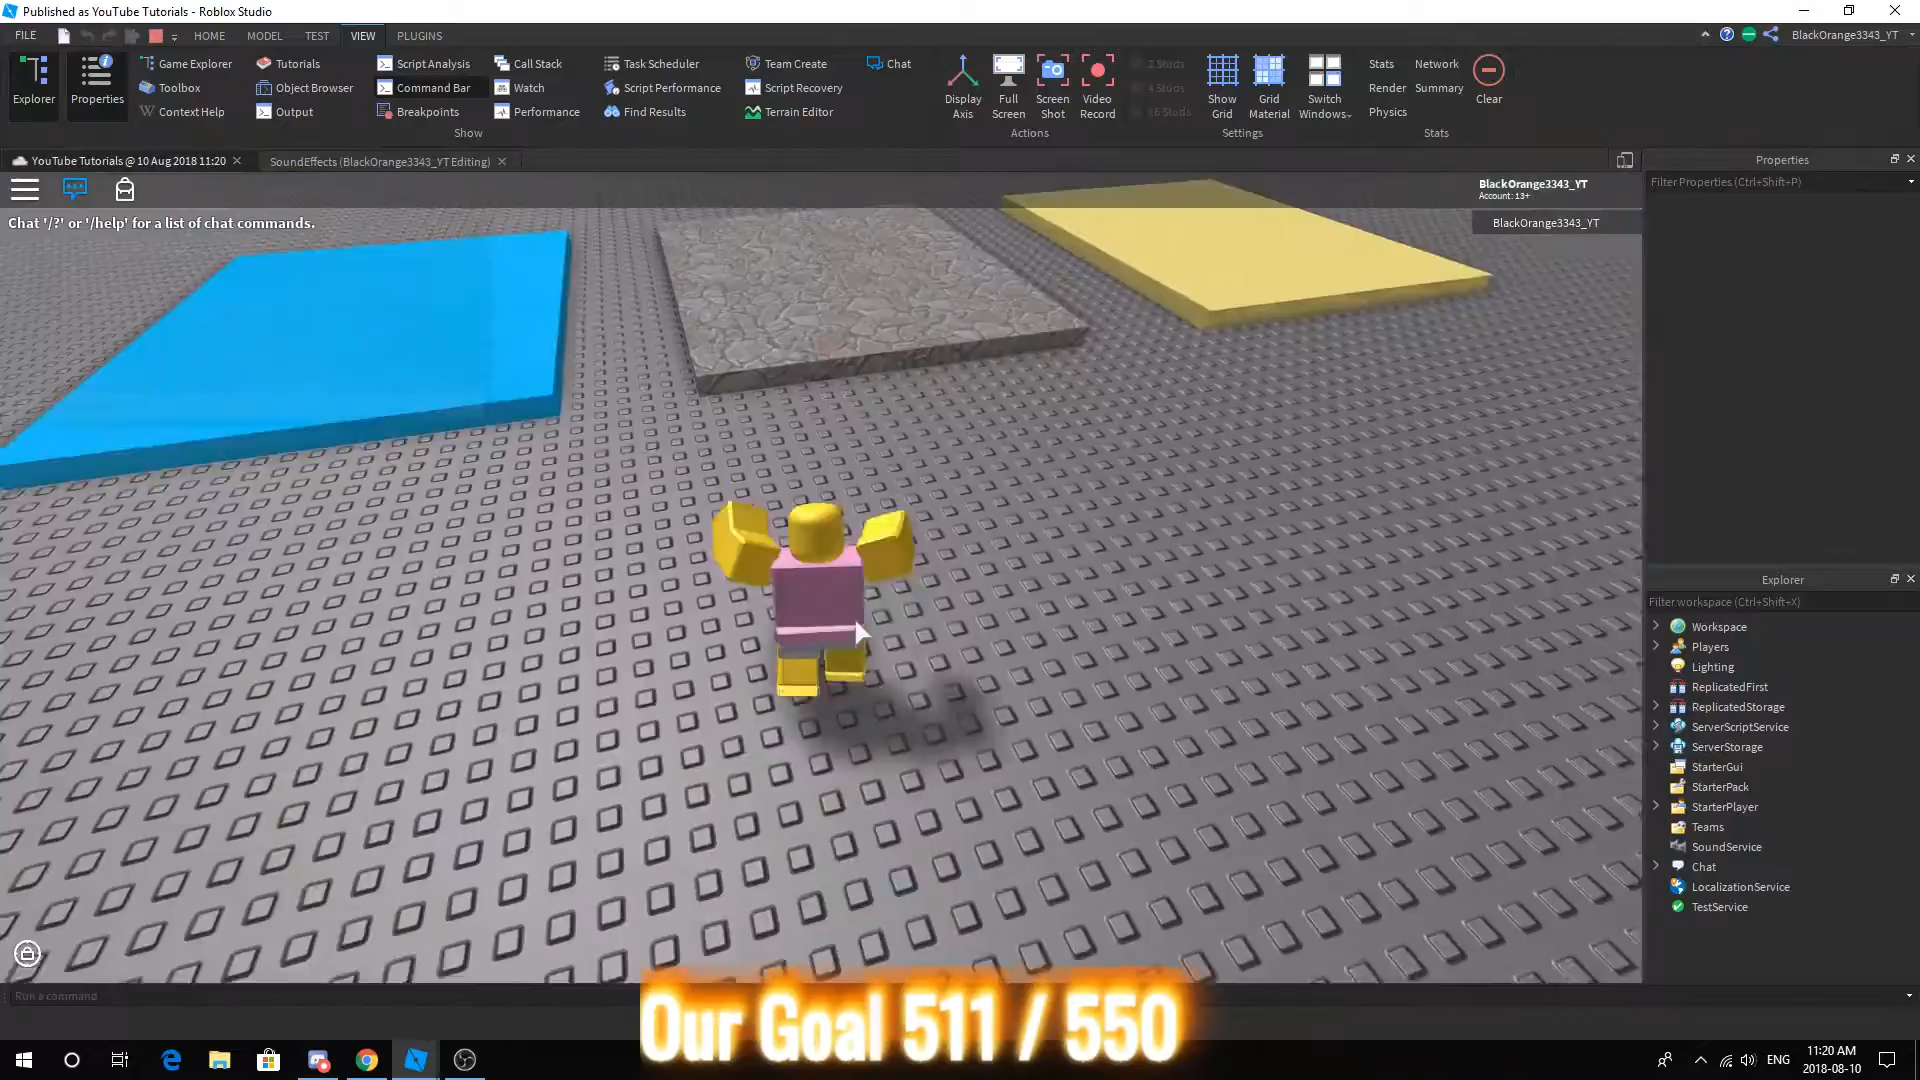 Published as YouTube Tutorials - Roblox Studio
FILE HOME MODEL TEST VIEW PLUGINS BlackOrange3343_YT
Explorer
Properties
Game Explorer
Toolbox
Context Help
Tutorials
Object Browser
Output
Script Analysis
Command Bar
Breakpoints
Call Stack
Watch
Performance
Task Scheduler
Script Performance
Find Results
Team Create
Script Recovery
Terrain Editor
Chat
Show
Display Axis
Full Screen
Screen Shot
Video Record
2 Studs
4 Studs
16 Studs
Actions
Show Grid
Grid Material
Switch Windows
Settings
Stats
Render
Physics
Network
Summary
Clear
Stats
YouTube Tutorials @ 10 Aug 2018 11:20
SoundEffects (BlackOrange3343_YT Editing)
BlackOrange3343_YT
Account: 13+
BlackOrange3343_YT
Chat '/?' or '/help' for a list of chat commands.
Properties
Filter Properties (Ctrl+Shift+P)
Explorer
Filter workspace (Ctrl+Shift+X)
Workspace
Players
Lighting
ReplicatedFirst
ReplicatedStorage
ServerScriptService
ServerStorage
StarterGui
StarterPack
StarterPlayer
Teams
SoundService
Chat
LocalizationService
TestService
Run a command
Our Goal 511 / 550
ENG
11:20 AM
2018-08-10